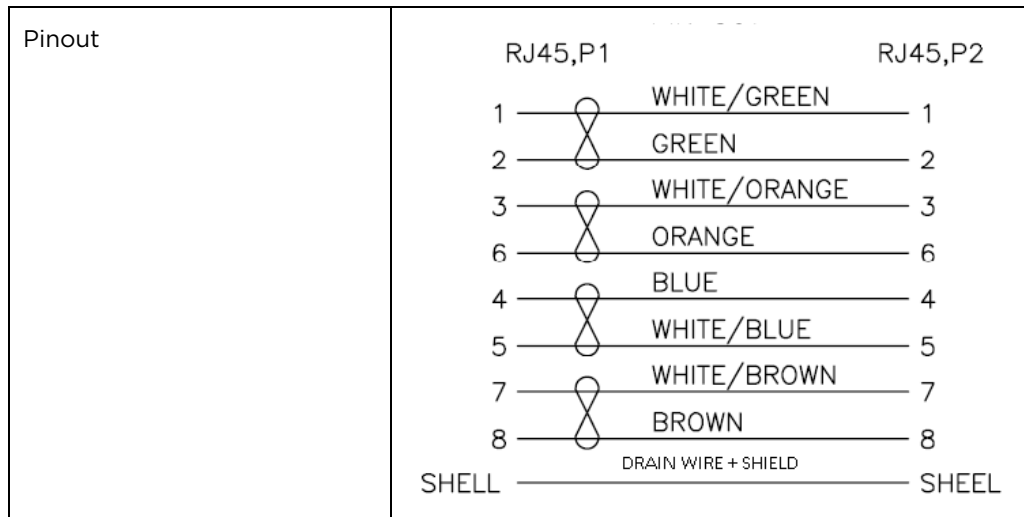 Pinout
RJ45,P1 RJ45,P2
WHITE/GREEN
1 1
GREEN
2 2
WHITE/ORANGE
3 3
ORANGE
6 6
BLUE
4 4
WHITE/BLUE
5 5
WHITE/BROWN
7 7
BROWN
8 8
DRAIN WIRE + SHIELD
SHELL SHEEL